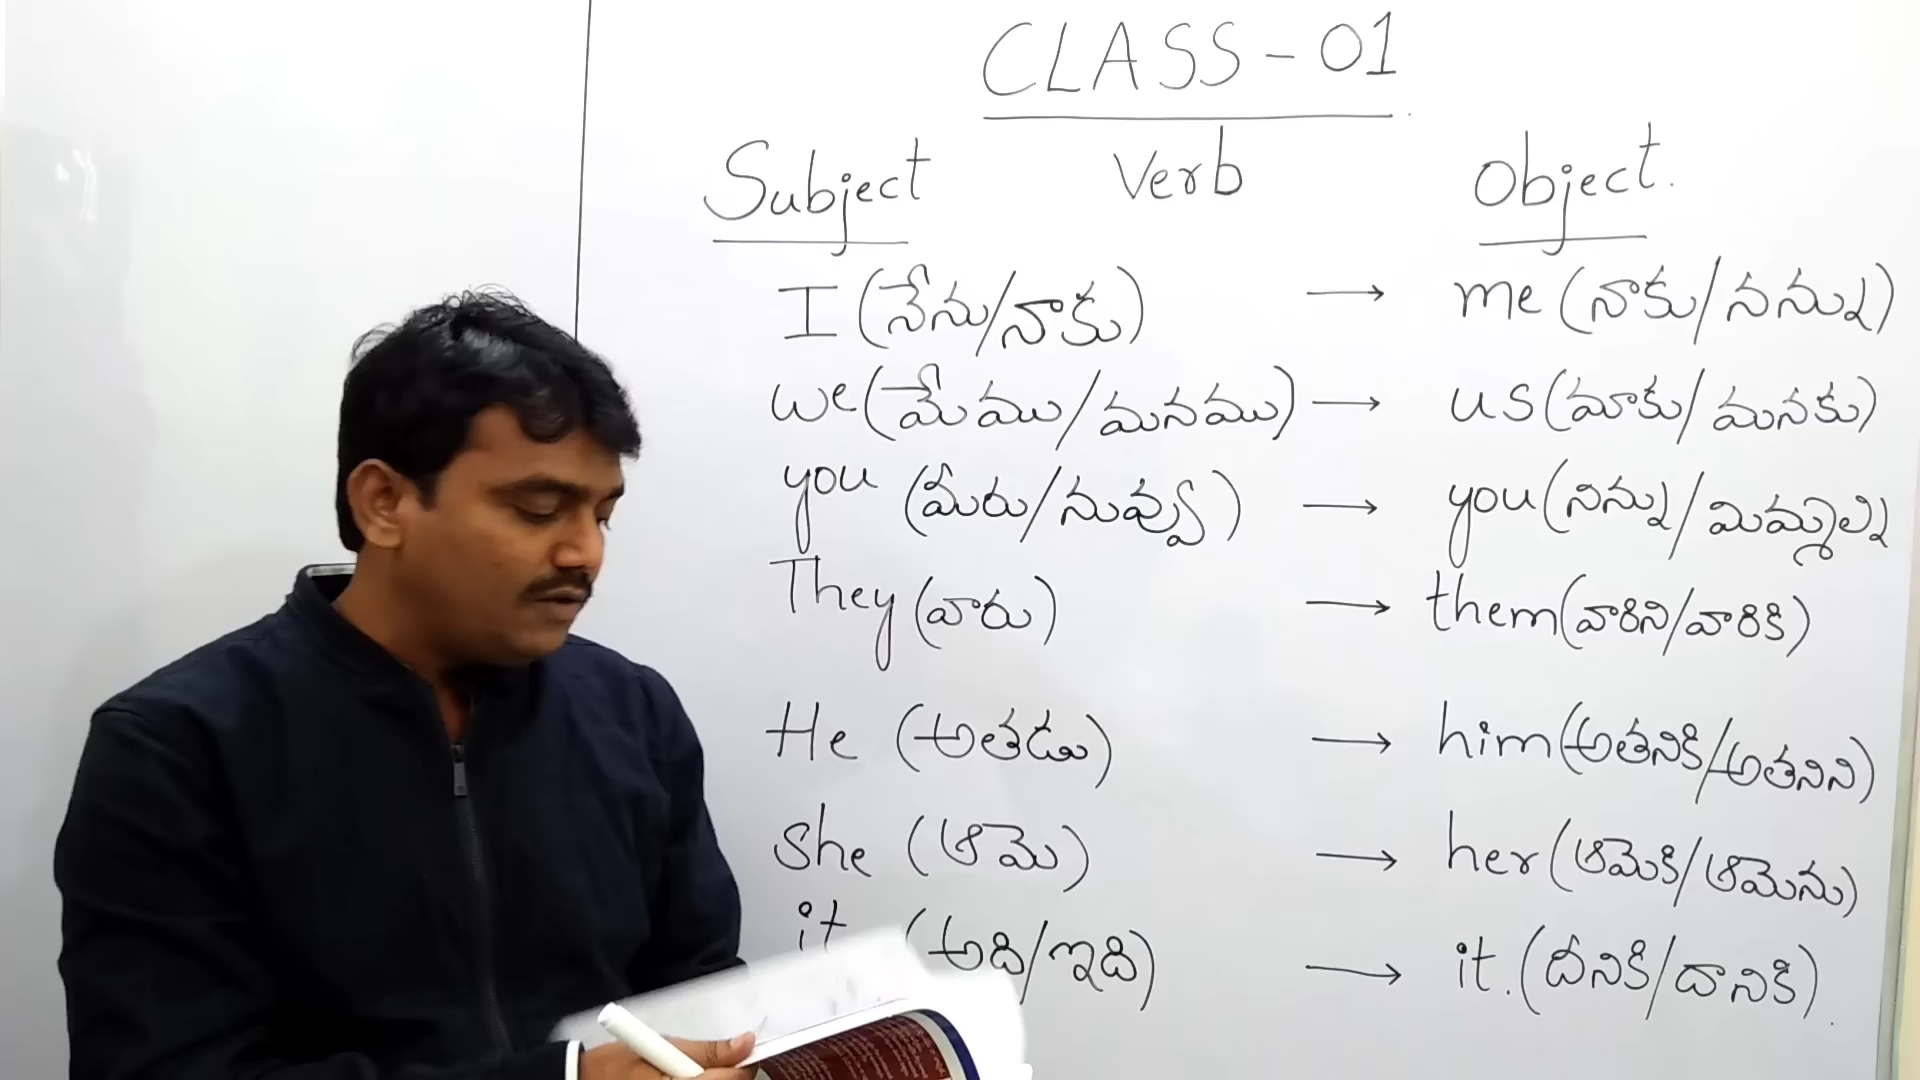 CLASS - 01
Subject Verb Object.
I (నేను/నాకు) → me (నాకు/నన్ను)
we (మేము/మనము) → us (మాకు/మనకు)
you (మీరు/నువ్వు) → you (నిన్ను/మిమ్మల్ని
They (వారు) → them (వారిని/వారికి)
He (అతడు) → him (అతనికి/అతనిని)
she (ఆమె) → her (ఆమెకి/ఆమెను)
it (అది/ఇది) → it. (దీనికి/దానికి)